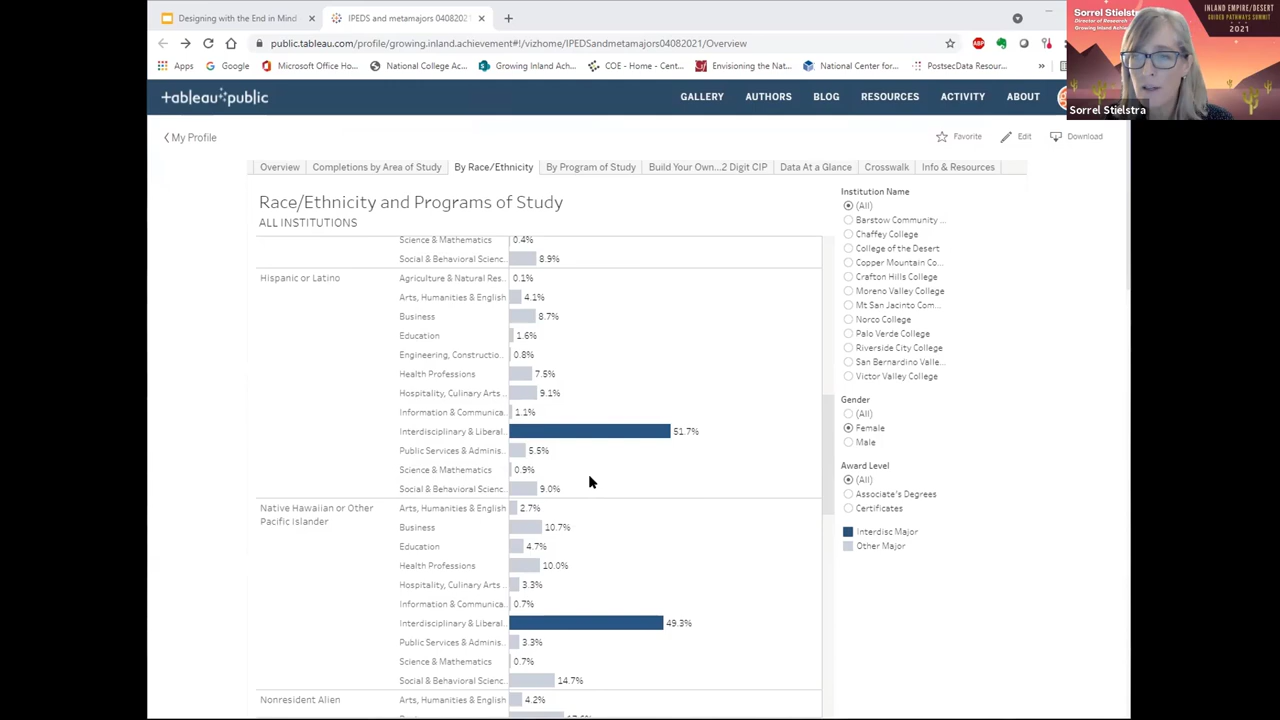 Designing with the End in Mind
IPEDS and metamajors 0408202
public.tableau.com/profile/growing.inland.achievement#!/vizhome/IPEDSandmetamajors04082021/Overview
Apps Google Microsoft Office Ho... National College Ac... Growing Inland Ach... COE - Home - Cent... Envisioning the Nat... National Center for... PostsecData Resour... »
Sorrel Stielstra
Director of Research
Growing Inland Achi
INLAND EMPIRE/DESERT
GUIDED PATHWAYS SUMMIT
2021
Sorrel Stielstra
tableau public
GALLERY AUTHORS BLOG RESOURCES ACTIVITY ABOUT
My Profile
Favorite Edit Download
Overview Completions by Area of Study By Race/Ethnicity By Program of Study Build Your Own...2 Digit CIP Data At a Glance Crosswalk Info & Resources
Race/Ethnicity and Programs of Study
ALL INSTITUTIONS
Science & Mathematics 0.4%
Social & Behavioral Scienc.. 8.9%
Hispanic or Latino Agriculture & Natural Res.. 0.1%
Arts, Humanities & English 4.1%
Business 8.7%
Education 1.6%
Engineering, Constructio.. 0.8%
Health Professions 7.5%
Hospitality, Culinary Arts .. 9.1%
Information & Communica.. 1.1%
Interdisciplinary & Liberal.. 51.7%
Public Services & Adminis.. 5.5%
Science & Mathematics 0.9%
Social & Behavioral Scienc.. 9.0%
Native Hawaiian or Other Pacific Islander Arts, Humanities & English 2.7%
Business 10.7%
Education 4.7%
Health Professions 10.0%
Hospitality, Culinary Arts .. 3.3%
Information & Communica.. 0.7%
Interdisciplinary & Liberal.. 49.3%
Public Services & Adminis.. 3.3%
Science & Mathematics 0.7%
Social & Behavioral Scienc.. 14.7%
Nonresident Alien Arts, Humanities & English 4.2%
Institution Name
(All)
Barstow Community ...
Chaffey College
College of the Desert
Copper Mountain Co...
Crafton Hills College
Moreno Valley College
Mt San Jacinto Com...
Norco College
Palo Verde College
Riverside City College
San Bernardino Valle...
Victor Valley College
Gender
(All)
Female
Male
Award Level
(All)
Associate's Degrees
Certificates
Interdisc Major
Other Major